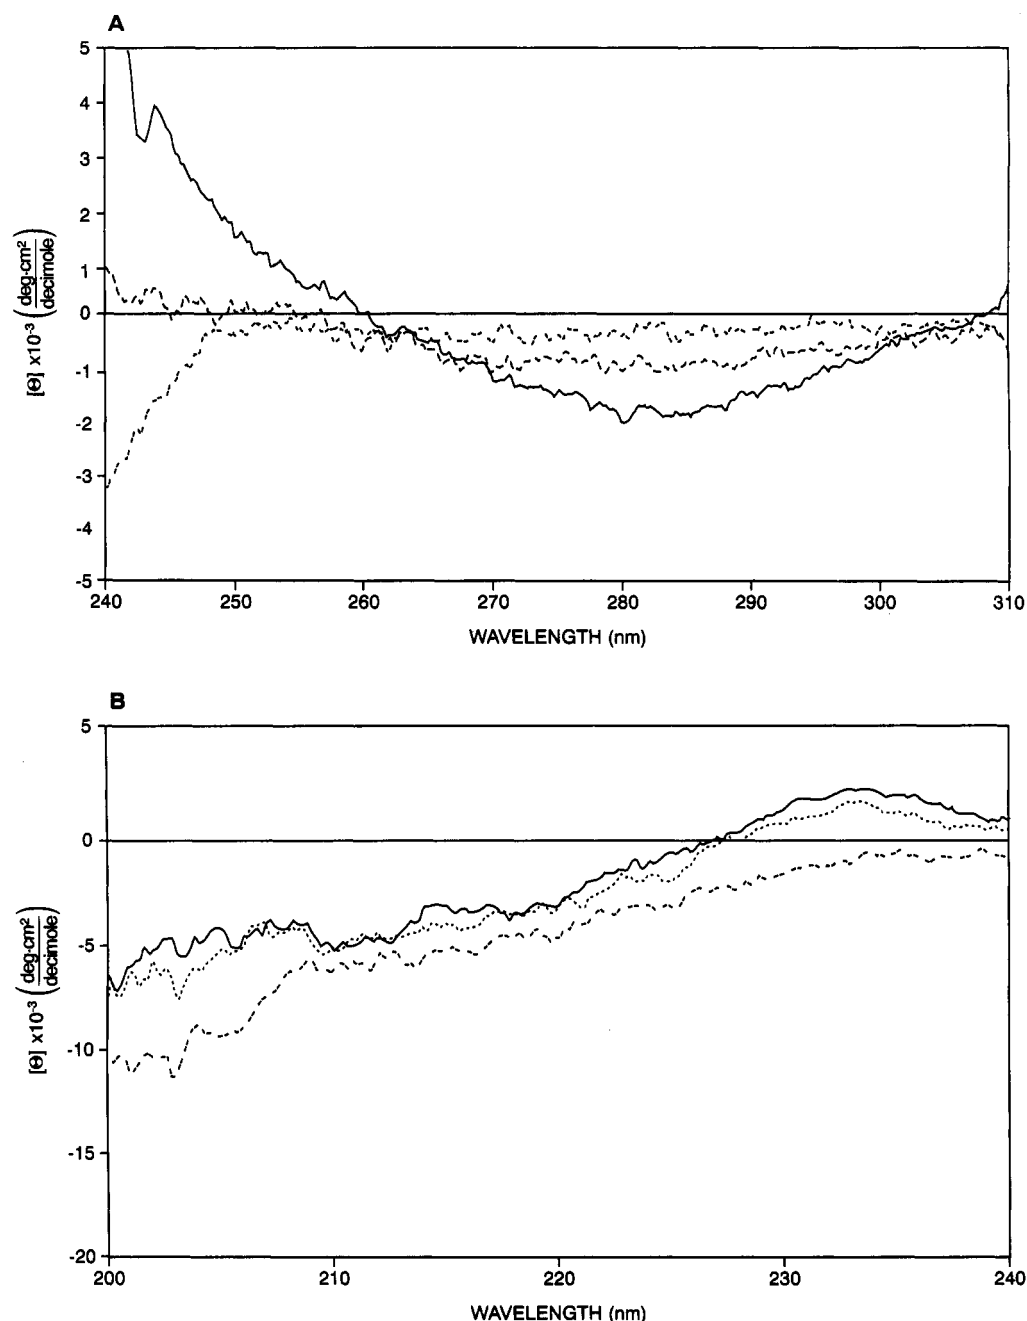 A
5
4
3
2
1
0
-1
-2
-3
-4
-5
[Θ] x10⁻³ (deg-cm² / decimole)
240 250 260 270 280 290 300 310
WAVELENGTH (nm)
B
5
0
-5
-10
-15
-20
[Θ] x10⁻³ (deg-cm² / decimole)
200 210 220 230 240
WAVELENGTH (nm)